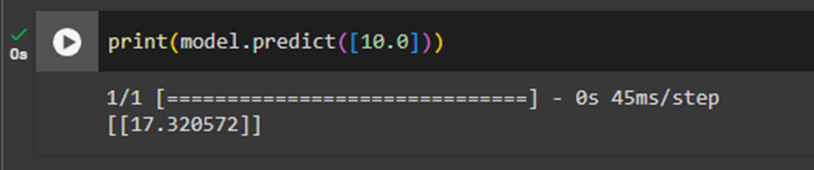 0s
print(model.predict([10.0]))
1/1 [==============================] - 0s 45ms/step
[[17.320572]]